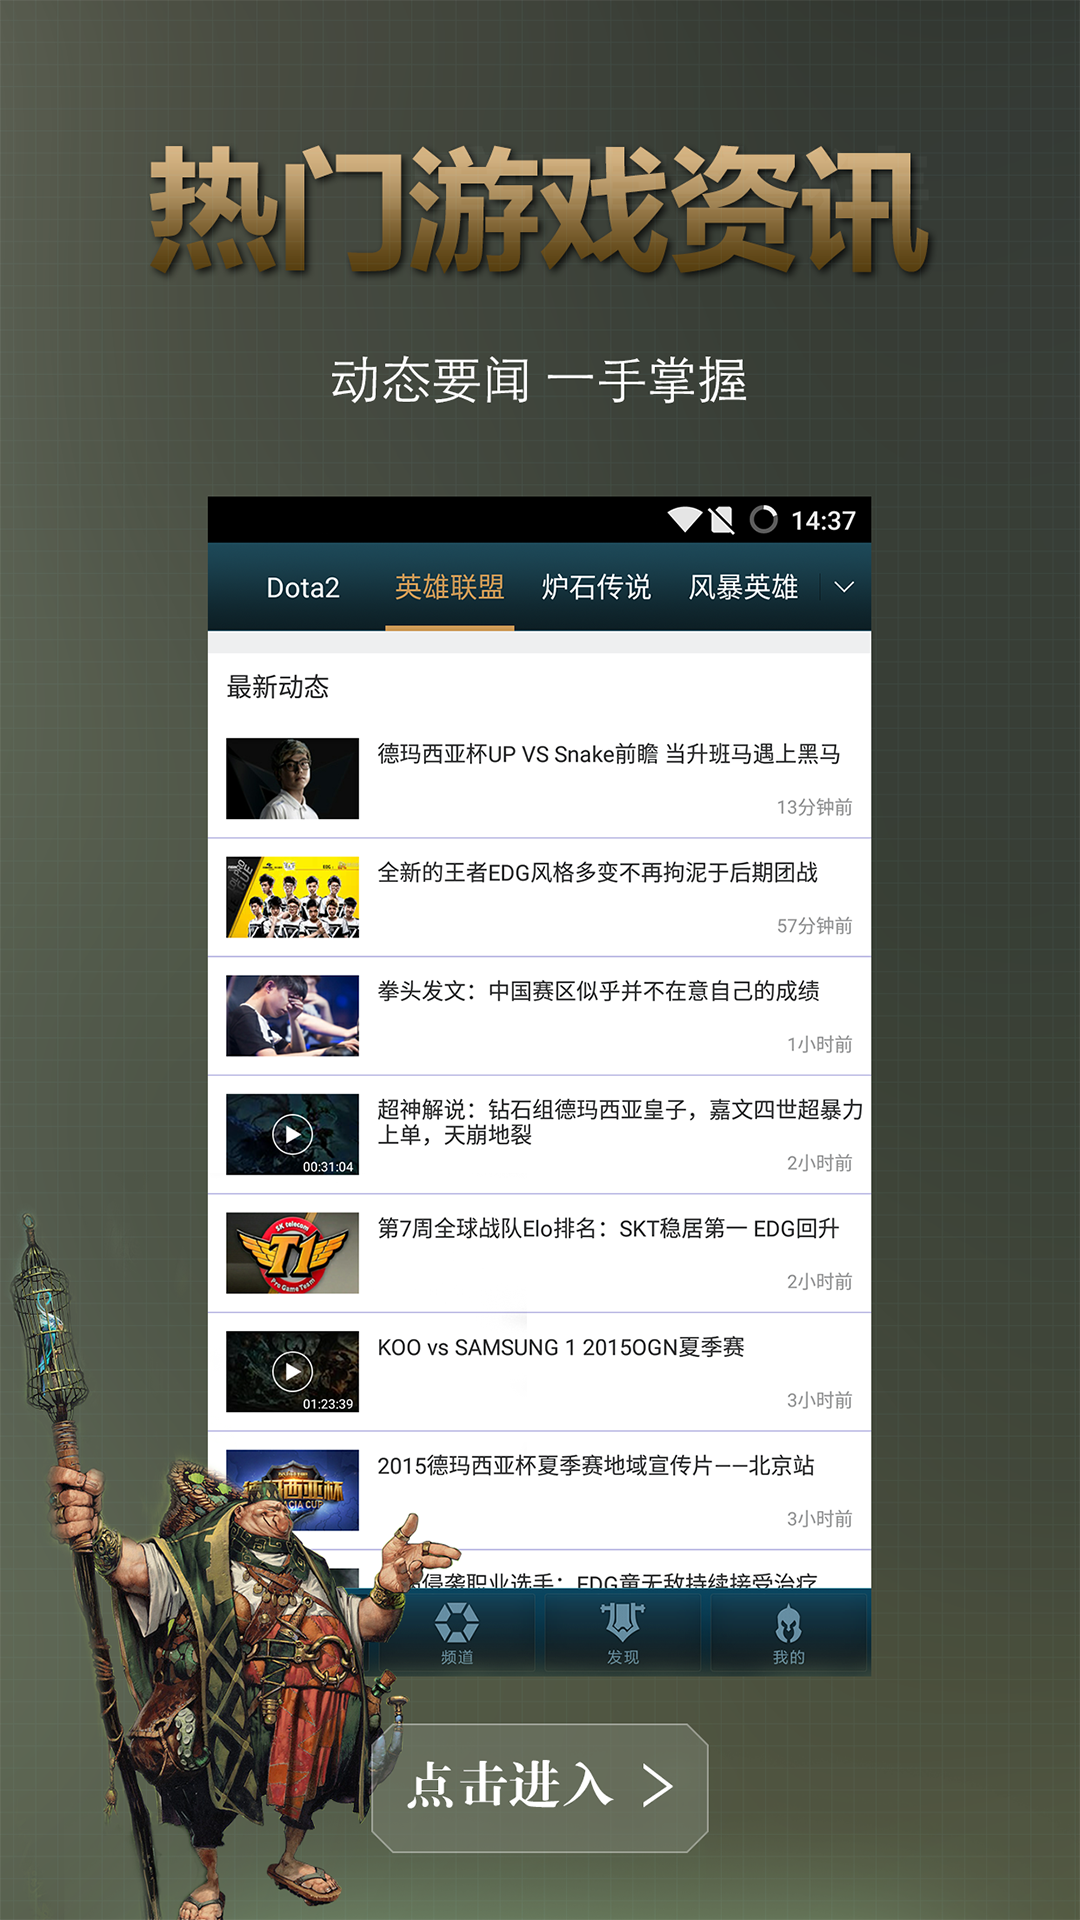 热门游戏资讯
动态要闻 一手掌握
14:37
Dota2 英雄联盟 炉石传说 风暴英雄
最新动态
德玛西亚杯UP VS Snake前瞻 当升班马遇上黑马
13分钟前
全新的王者EDG风格多变不再拘泥于后期团战
57分钟前
拳头发文：中国赛区似乎并不在意自己的成绩
1小时前
超神解说：钻石组德玛西亚皇子，嘉文四世超暴力
上单，天崩地裂
00:31:04
2小时前
第7周全球战队Elo排名：SKT稳居第一 EDG回升
SK telecom
T1
Pro Game Team
2小时前
KOO vs SAMSUNG 1 2015OGN夏季赛
01:23:39
3小时前
2015德玛西亚杯夏季赛地域宣传片——北京站
3小时前
侵袭职业选手：EDG童无敌持续接受治疗
频道 发现 我的
点击进入 >